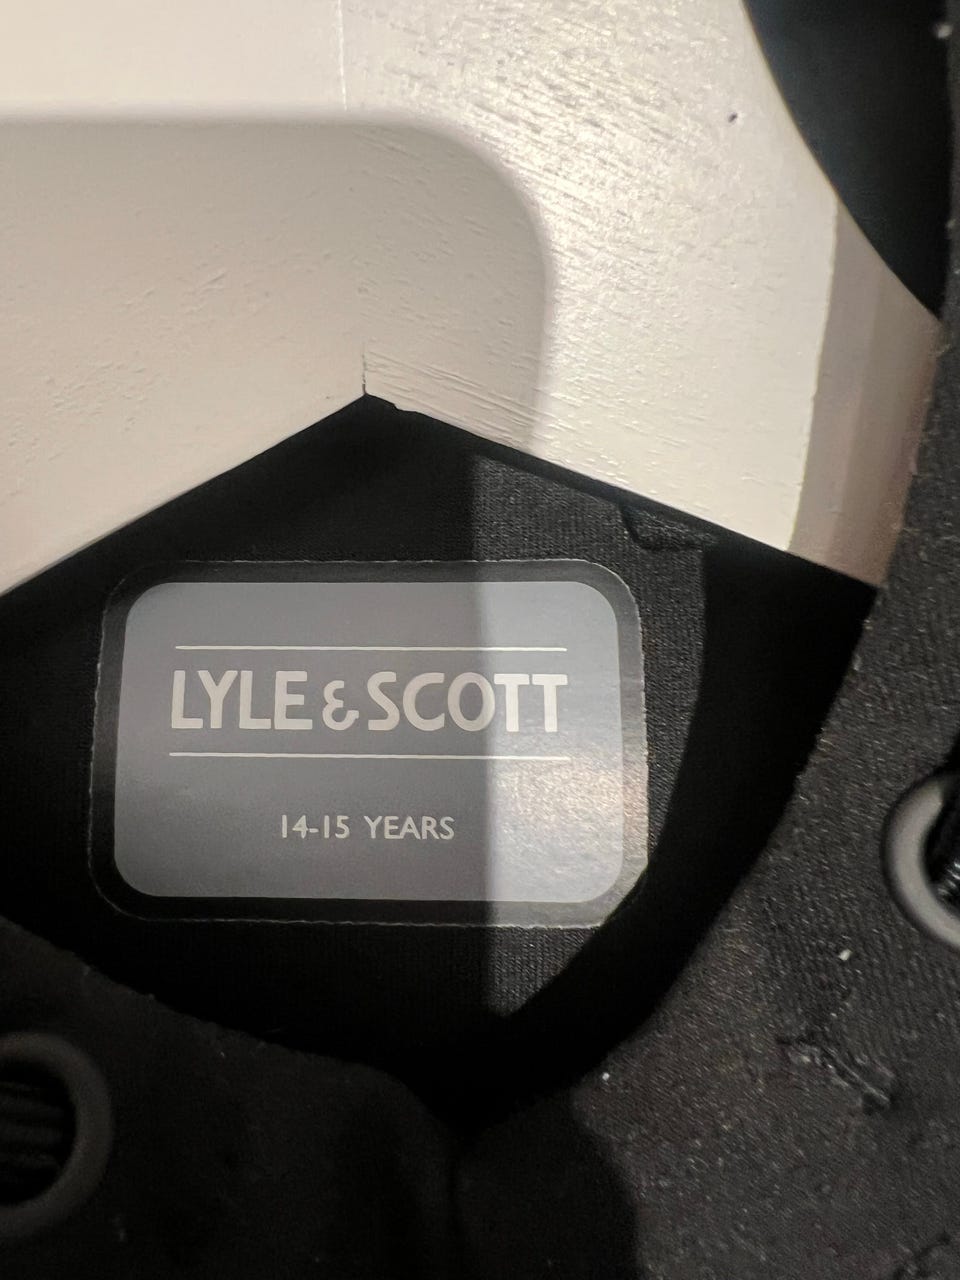 LYLE & SCOTT
14-15 YEARS